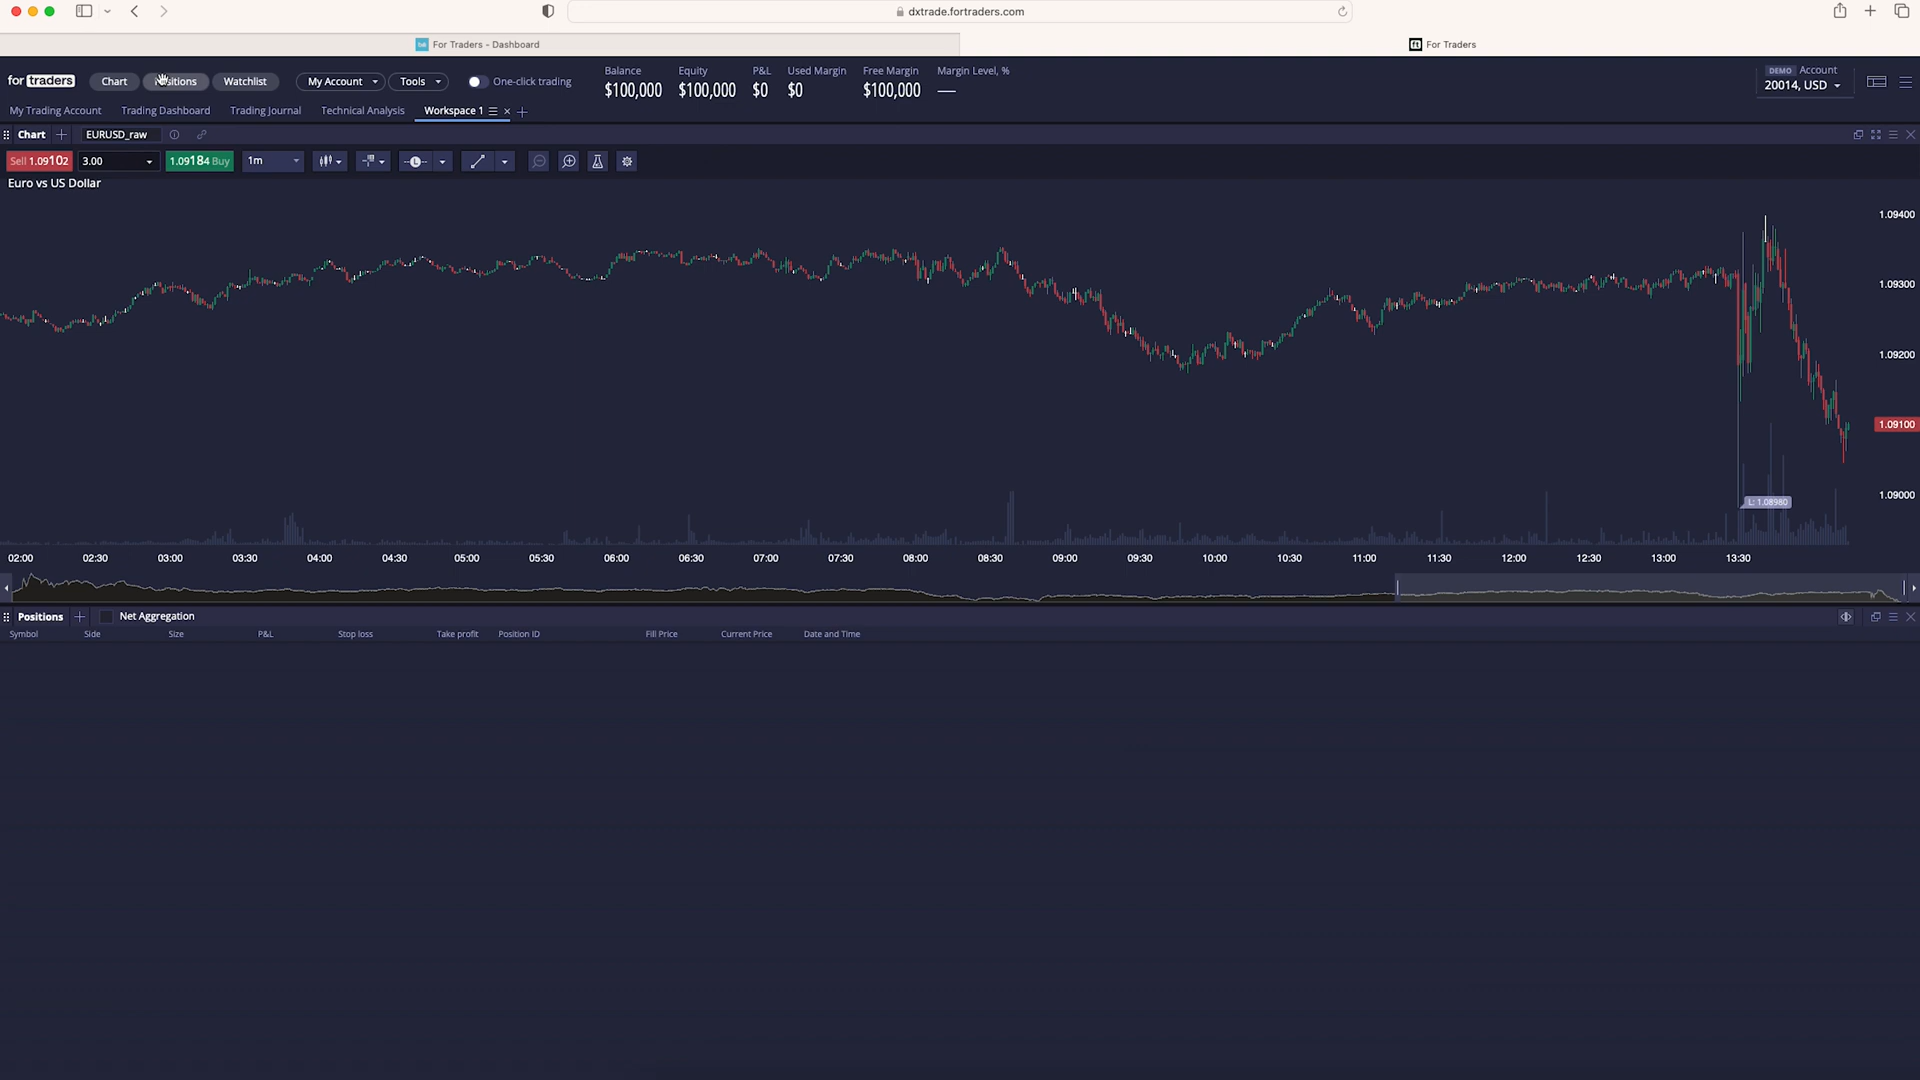 dxtrade.fortraders.com
For Traders - Dashboard
For Traders
for traders Chart Watchlist My Account Tools One-click trading
Balance Equity P&L Used Margin Free Margin Margin Level, %
$100,000 $100,000 $0 $0 $100,000 —
DEMO Account
20014, USD
My Trading Account Trading Dashboard Trading Journal Technical Analysis Workspace 1
Chart EURUSD_raw
Sell 1.09102 3.00 1.09184 Buy 1m
Euro vs US Dollar
1.09400
1.09300
1.09200
1.09100
L: 1.08980
1.09000
02:00 02:30 03:00 03:30 04:00 04:30 05:00 05:30 06:00 06:30 07:00 07:30 08:00 08:30 09:00 09:30 10:00 10:30 11:00 11:30 12:00 12:30 13:00 13:30
Positions Net Aggregation
Symbol Side Size P&L Stop loss Take profit Position ID Fill Price Current Price Date and Time